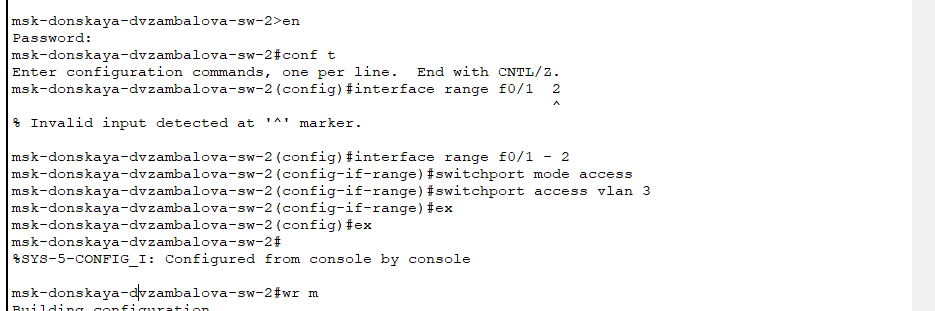 msk-donskaya-dvzambalova-sw-2>en
Password:
msk-donskaya-dvzambalova-sw-2#conf t
Enter configuration commands, one per line.  End with CNTL/Z.
msk-donskaya-dvzambalova-sw-2(config)#interface range f0/1  2
^
% Invalid input detected at '^' marker.
msk-donskaya-dvzambalova-sw-2(config)#interface range f0/1 - 2
msk-donskaya-dvzambalova-sw-2(config-if-range)#switchport mode access
msk-donskaya-dvzambalova-sw-2(config-if-range)#switchport access vlan 3
msk-donskaya-dvzambalova-sw-2(config-if-range)#ex
msk-donskaya-dvzambalova-sw-2(config)#ex
msk-donskaya-dvzambalova-sw-2#
%SYS-5-CONFIG_I: Configured from console by console
msk-donskaya-dvzambalova-sw-2#wr m
Building configuration